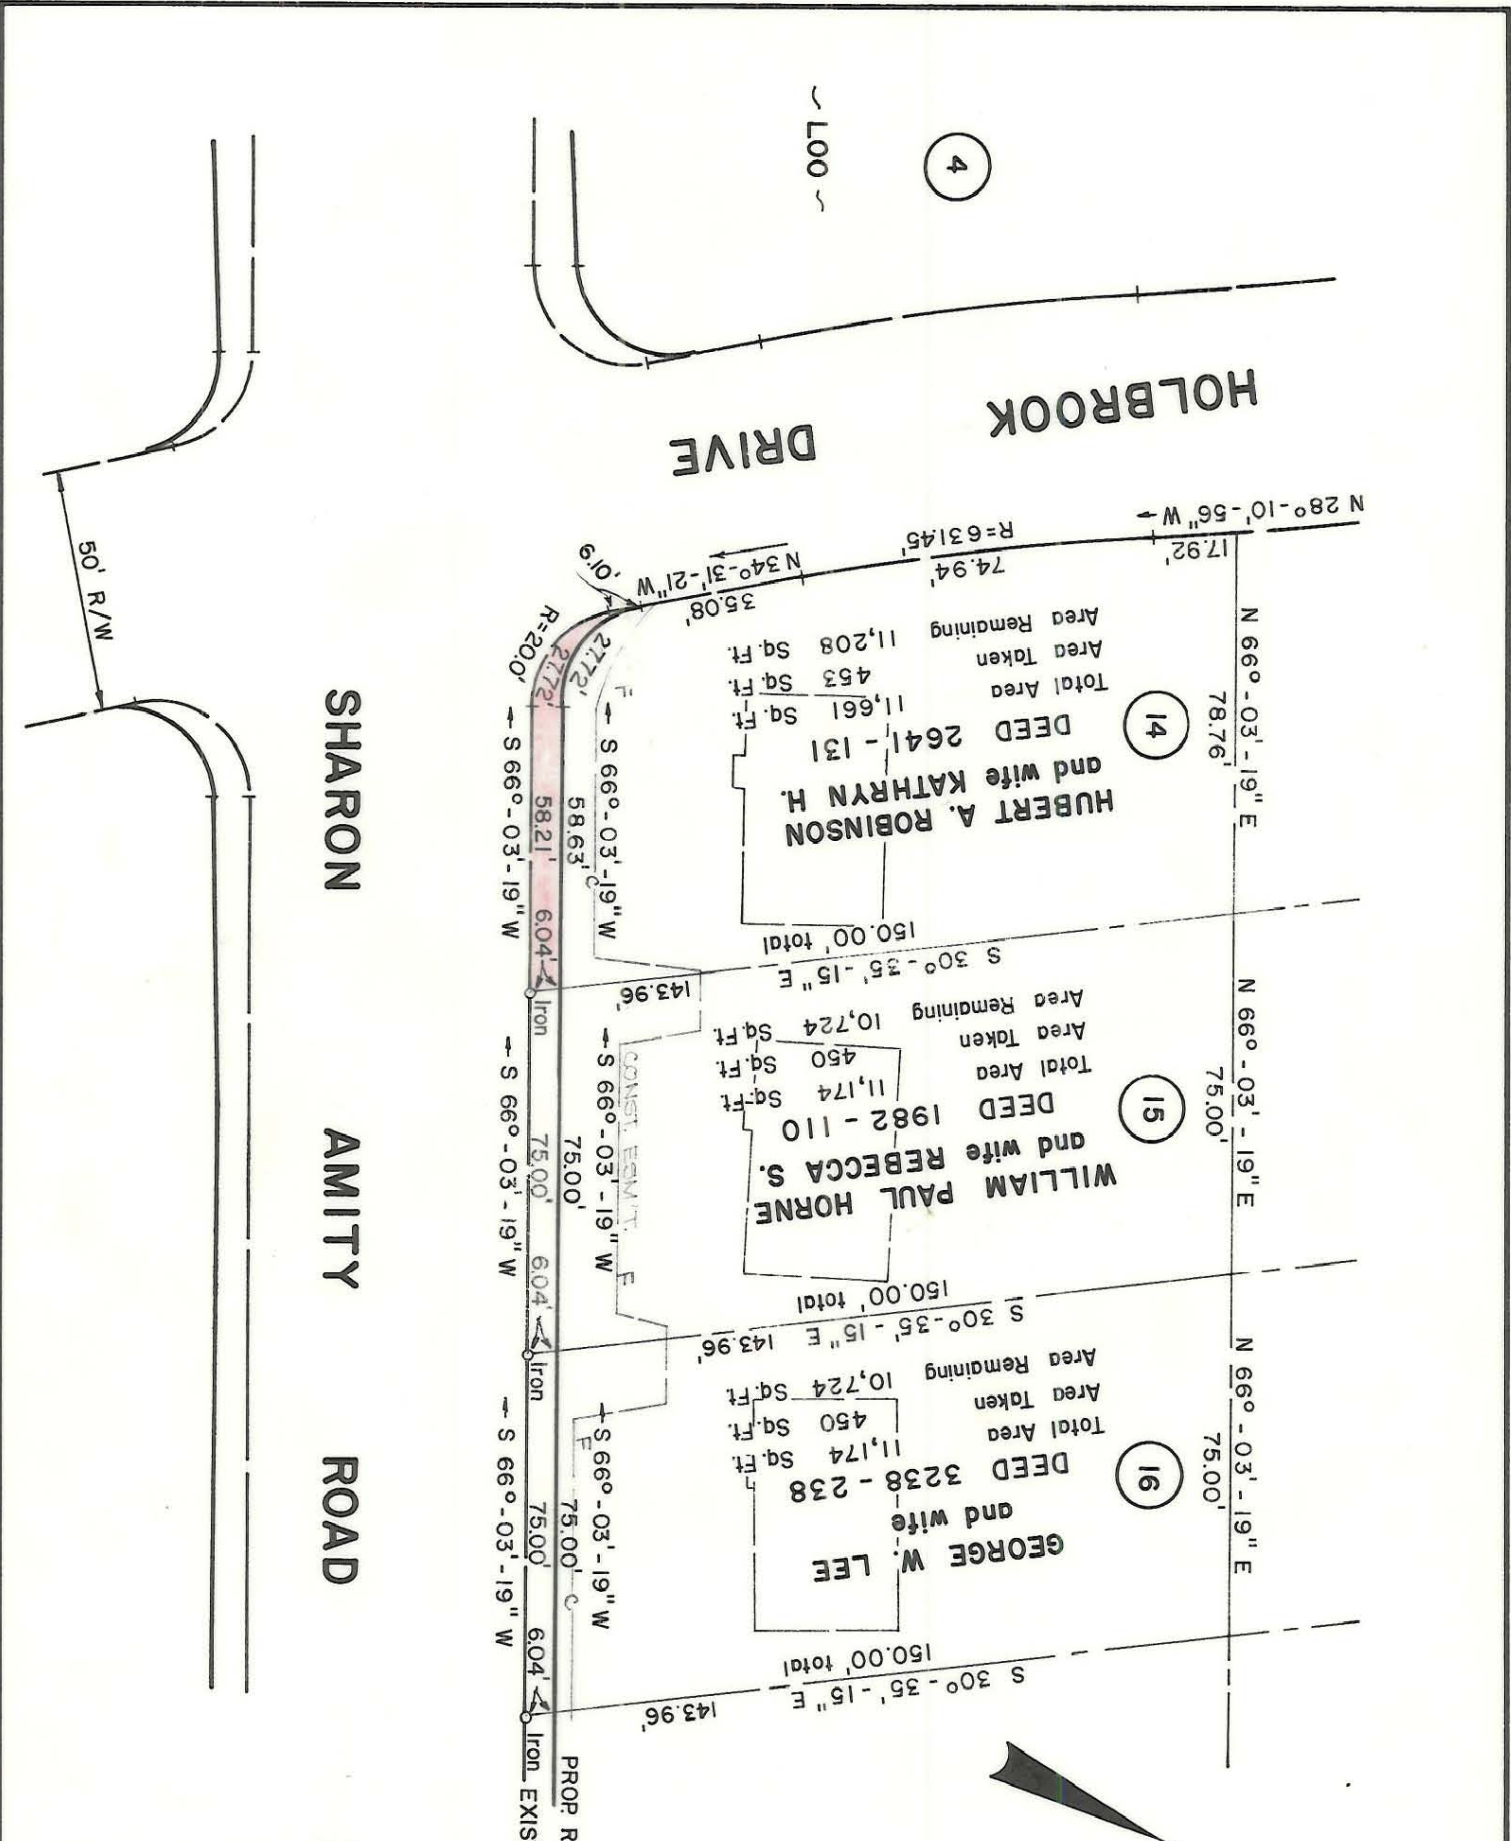 4
~ LOO ~
HOLBROOK DRIVE
50' R/W
SHARON AMITY ROAD
N 28°-10'-56" W
17.92'
R=631.45'
74.94'
N 34°-31'-21" W
35.08'
6.01'
R=20.0'
27.72'
27.72'
N 66°-03'-19" E
78.76'
14
HUBERT A. ROBINSON
and wife KATHRYN H.
DEED 2641 - 131
Total Area 11,661 Sq. Ft.
Area Taken 453 Sq. Ft.
Area Remaining 11,208 Sq. Ft.
F
S 66°-03'-19" W
58.63'
C
58.21'
S 66°-03'-19" W
6.04'
Iron
150.00' total
S 30°-35'-15" E
143.96'
N 66°-03'-19" E
75.00'
15
WILLIAM PAUL HORNE
and wife REBECCA S.
DEED 1982 - 110
Total Area 11,174 Sq. Ft.
Area Taken 450 Sq. Ft.
Area Remaining 10,724 Sq. Ft.
CONST. ESM'T.
F
S 66°-03'-19" W
75.00'
75.00'
S 66°-03'-19" W
6.04'
Iron
150.00' total
S 30°-35'-15" E
143.96'
N 66°-03'-19" E
75.00'
16
GEORGE W. LEE
and wife
DEED 3238 - 238
Total Area 11,174 Sq. Ft.
Area Taken 450 Sq. Ft.
Area Remaining 10,724 Sq. Ft.
F
S 66°-03'-19" W
75.00'
C
75.00'
S 66°-03'-19" W
6.04'
Iron
150.00' total
S 30°-35'-15" E
143.96'
PROP. R
EXIS